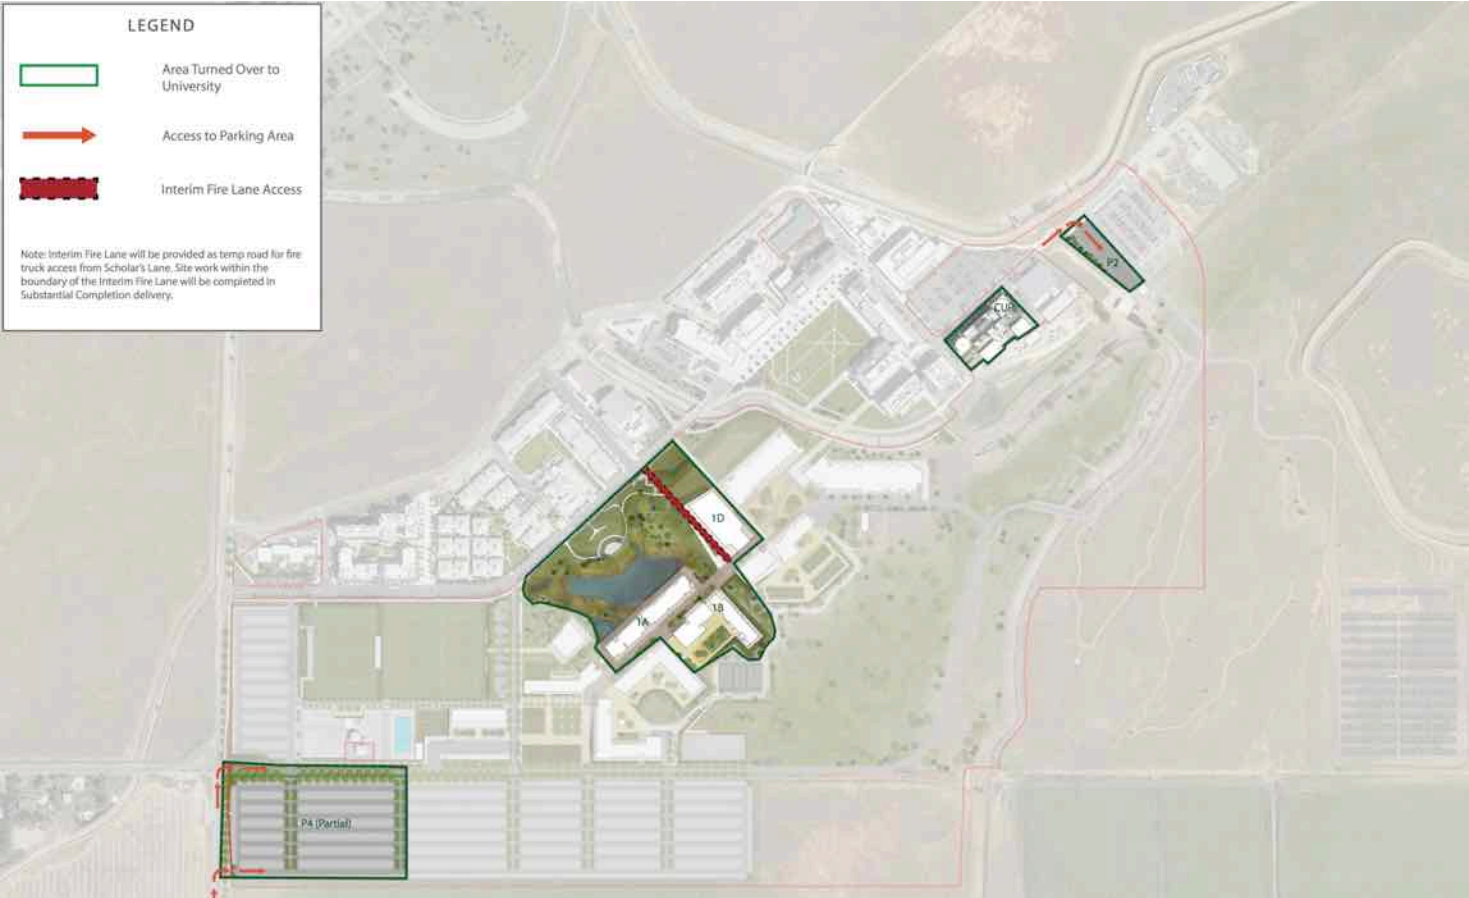 LEGEND
Area Turned Over to
University
Access to Parking Area
Interim Fire Lane Access
Note: Interim Fire Lane will be provided as temp road for fire
truck access from Scholar's Lane. Site work within the
boundary of the Interim Fire Lane will be completed in
Substantial Completion delivery.
P2
1D
1B
1A
P4 (Partial)